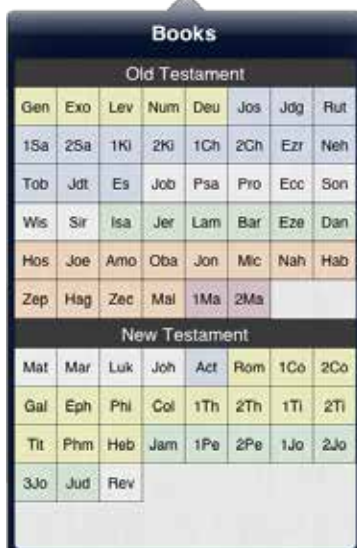 Books
Old Testament
Gen Exo Lev Num Deu Jos Jdg Rut
1Sa 2Sa 1Ki 2Ki 1Ch 2Ch Ezr Neh
Tob Jdt Es Job Psa Pro Ecc Son
Wis Sir Isa Jer Lam Bar Eze Dan
Hos Joe Amo Oba Jon Mic Nah Hab
Zep Hag Zec Mal 1Ma 2Ma
New Testament
Mat Mar Luk Joh Act Rom 1Co 2Co
Gal Eph Phi Col 1Th 2Th 1Ti 2Ti
Tit Phm Heb Jam 1Pe 2Pe 1Jo 2Jo
3Jo Jud Rev